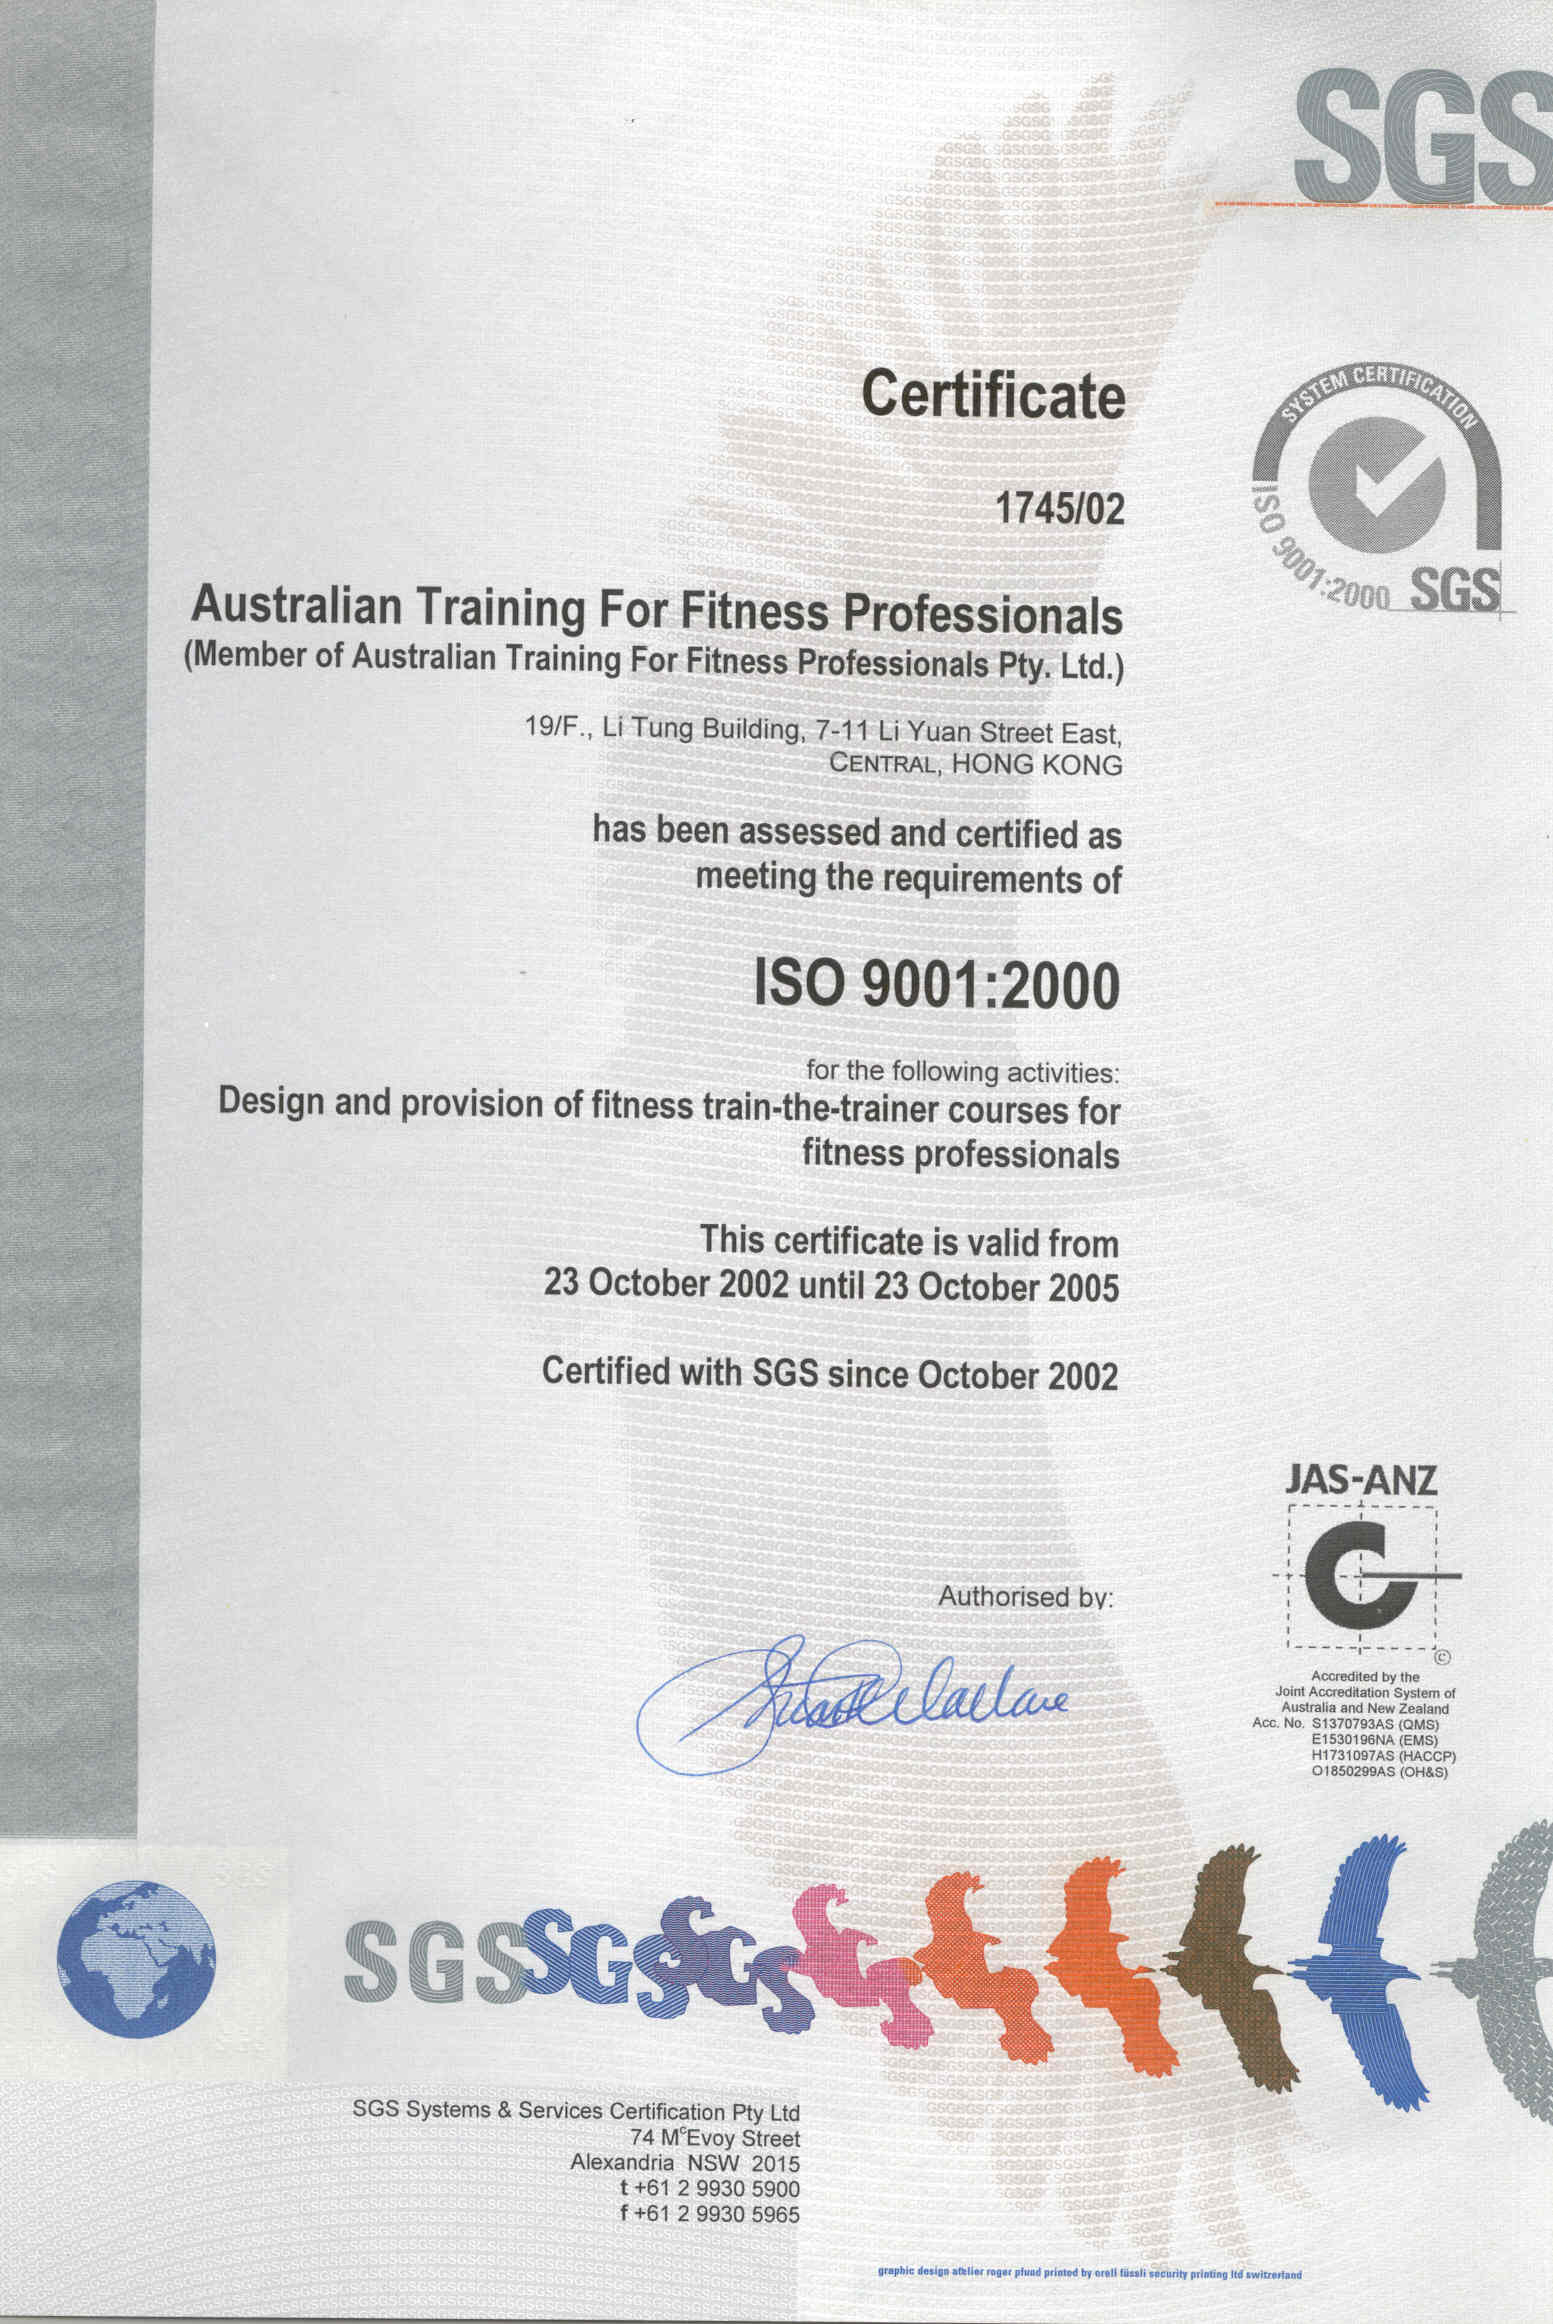 SGS
Certificate
SYSTEM CERTIFICATION
ISO 9001:2000 SGS
1745/02
Australian Training For Fitness Professionals
(Member of Australian Training For Fitness Professionals Pty. Ltd.)
19/F., Li Tung Building, 7-11 Li Yuan Street East,
CENTRAL, HONG KONG
has been assessed and certified as
meeting the requirements of
ISO 9001:2000
for the following activities:
Design and provision of fitness train-the-trainer courses for
fitness professionals
This certificate is valid from
23 October 2002 until 23 October 2005
Certified with SGS since October 2002
JAS-ANZ
©
Accredited by the
Joint Accreditation System of
Australia and New Zealand
Acc. No. S1370793AS (QMS)
E1530196NA (EMS)
H1731097AS (HACCP)
O1850299AS (OH&S)
Authorised by:
SGS SGS SGS
SGS Systems & Services Certification Pty Ltd
74 McEvoy Street
Alexandria NSW 2015
t +61 2 9930 5900
f +61 2 9930 5965
graphic design atelier roger pfund printed by orell füssli security printing ltd switzerland